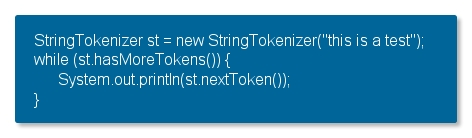 StringTokenizer st = new StringTokenizer("this is a test");
while (st.hasMoreTokens()) {
System.out.println(st.nextToken());
}